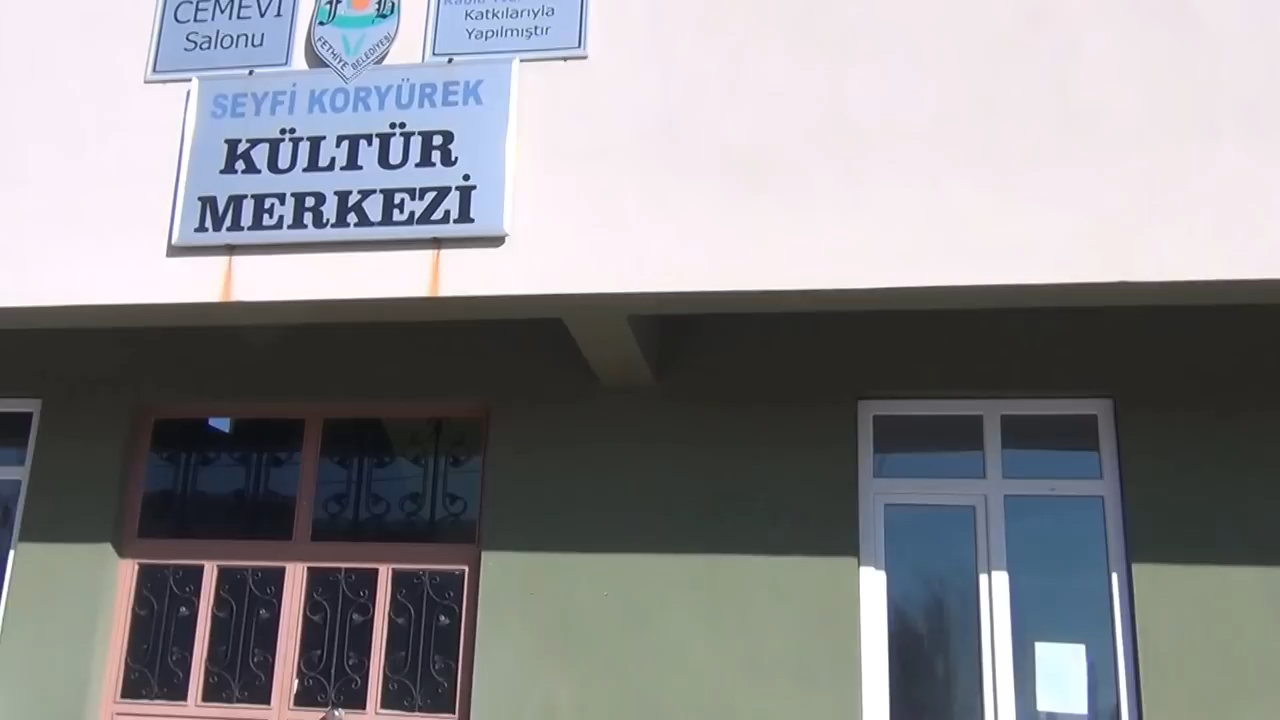 CEMEVİ
Salonu
F B
FETHİYE BELEDİYESİ
Katkılarıyla
Yapılmıştır
SEYFİ KORYÜREK
KÜLTÜR
MERKEZİ